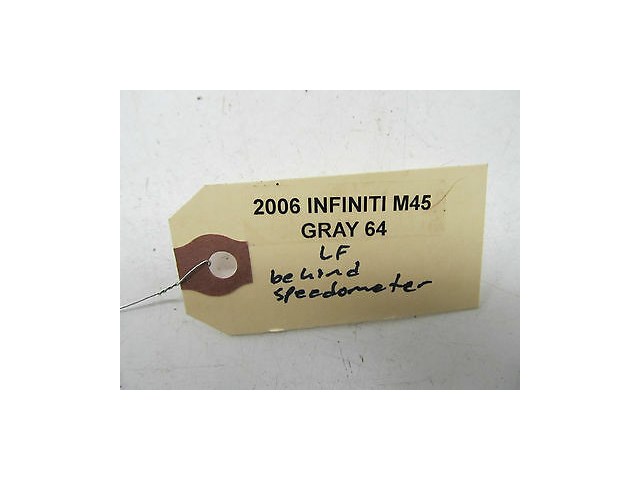 2006 INFINITI M45
GRAY 64
LF
behind
speedometer